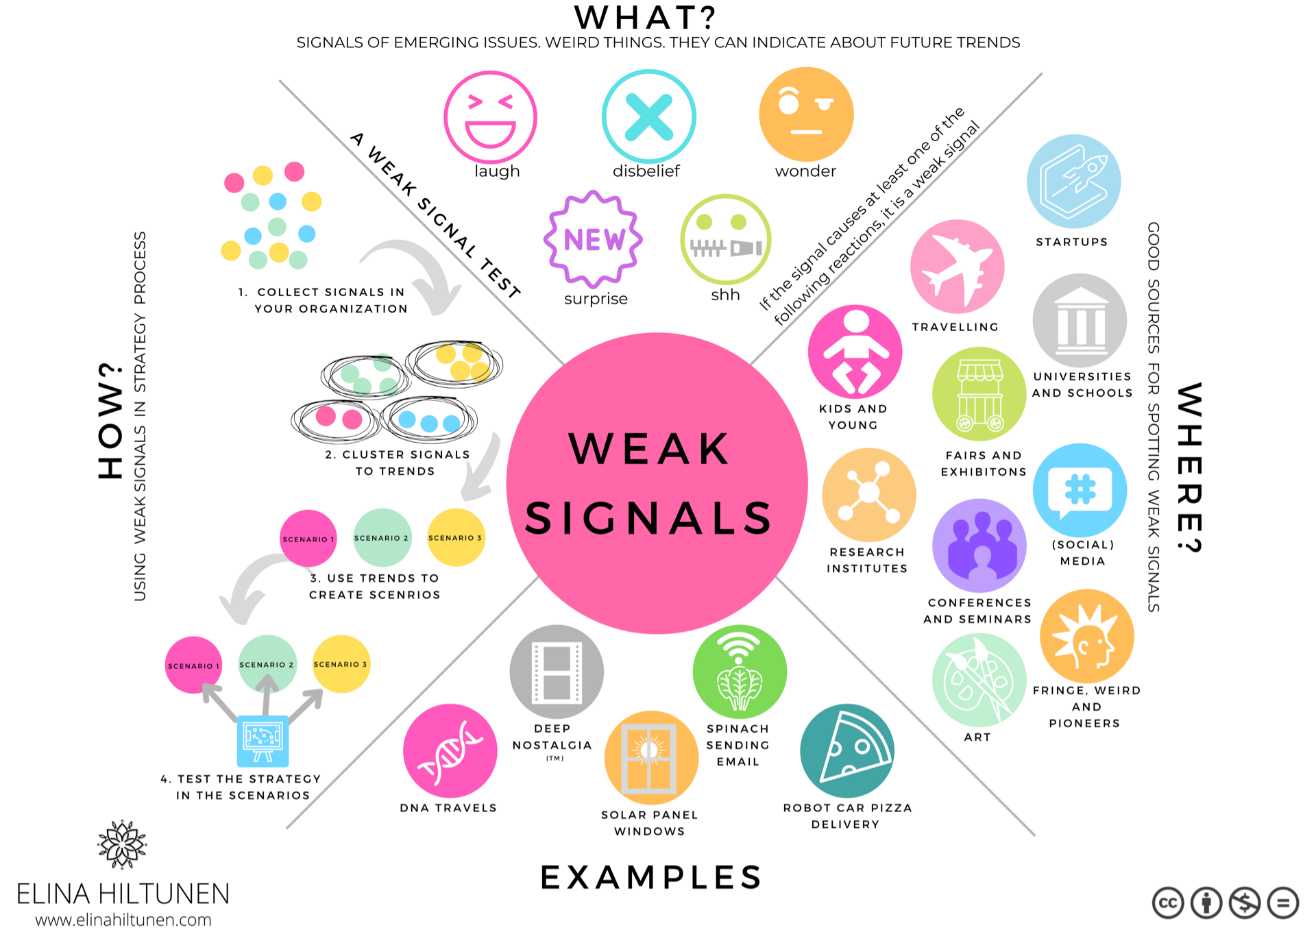 WHAT?
SIGNALS OF EMERGING ISSUES. WEIRD THINGS. THEY CAN INDICATE ABOUT FUTURE TRENDS
A WEAK SIGNAL TEST
laugh
disbelief
wonder
NEW
surprise
shh
If the signal causes at least one of the
following reactions, it is a weak signal
HOW?
USING WEAK SIGNALS IN STRATEGY PROCESS
1. COLLECT SIGNALS IN
YOUR ORGANIZATION
2. CLUSTER SIGNALS
TO TRENDS
SCENARIO 1
SCENARIO 2
SCENARIO 3
3. USE TRENDS TO
CREATE SCENRIOS
SCENARIO 1
SCENARIO 2
SCENARIO 3
4. TEST THE STRATEGY
IN THE SCENARIOS
WEAK
SIGNALS
WHERE?
GOOD SOURCES FOR SPOTTING WEAK SIGNALS
STARTUPS
TRAVELLING
UNIVERSITIES
AND SCHOOLS
KIDS AND
YOUNG
FAIRS AND
EXHIBITONS
#
(SOCIAL)
MEDIA
RESEARCH
INSTITUTES
CONFERENCES
AND SEMINARS
FRINGE, WEIRD
AND
PIONEERS
ART
DEEP
NOSTALGIA
(TM)
SPINACH
SENDING
EMAIL
DNA TRAVELS
SOLAR PANEL
WINDOWS
ROBOT CAR PIZZA
DELIVERY
EXAMPLES
ELINA HILTUNEN
www.elinahiltunen.com
cc